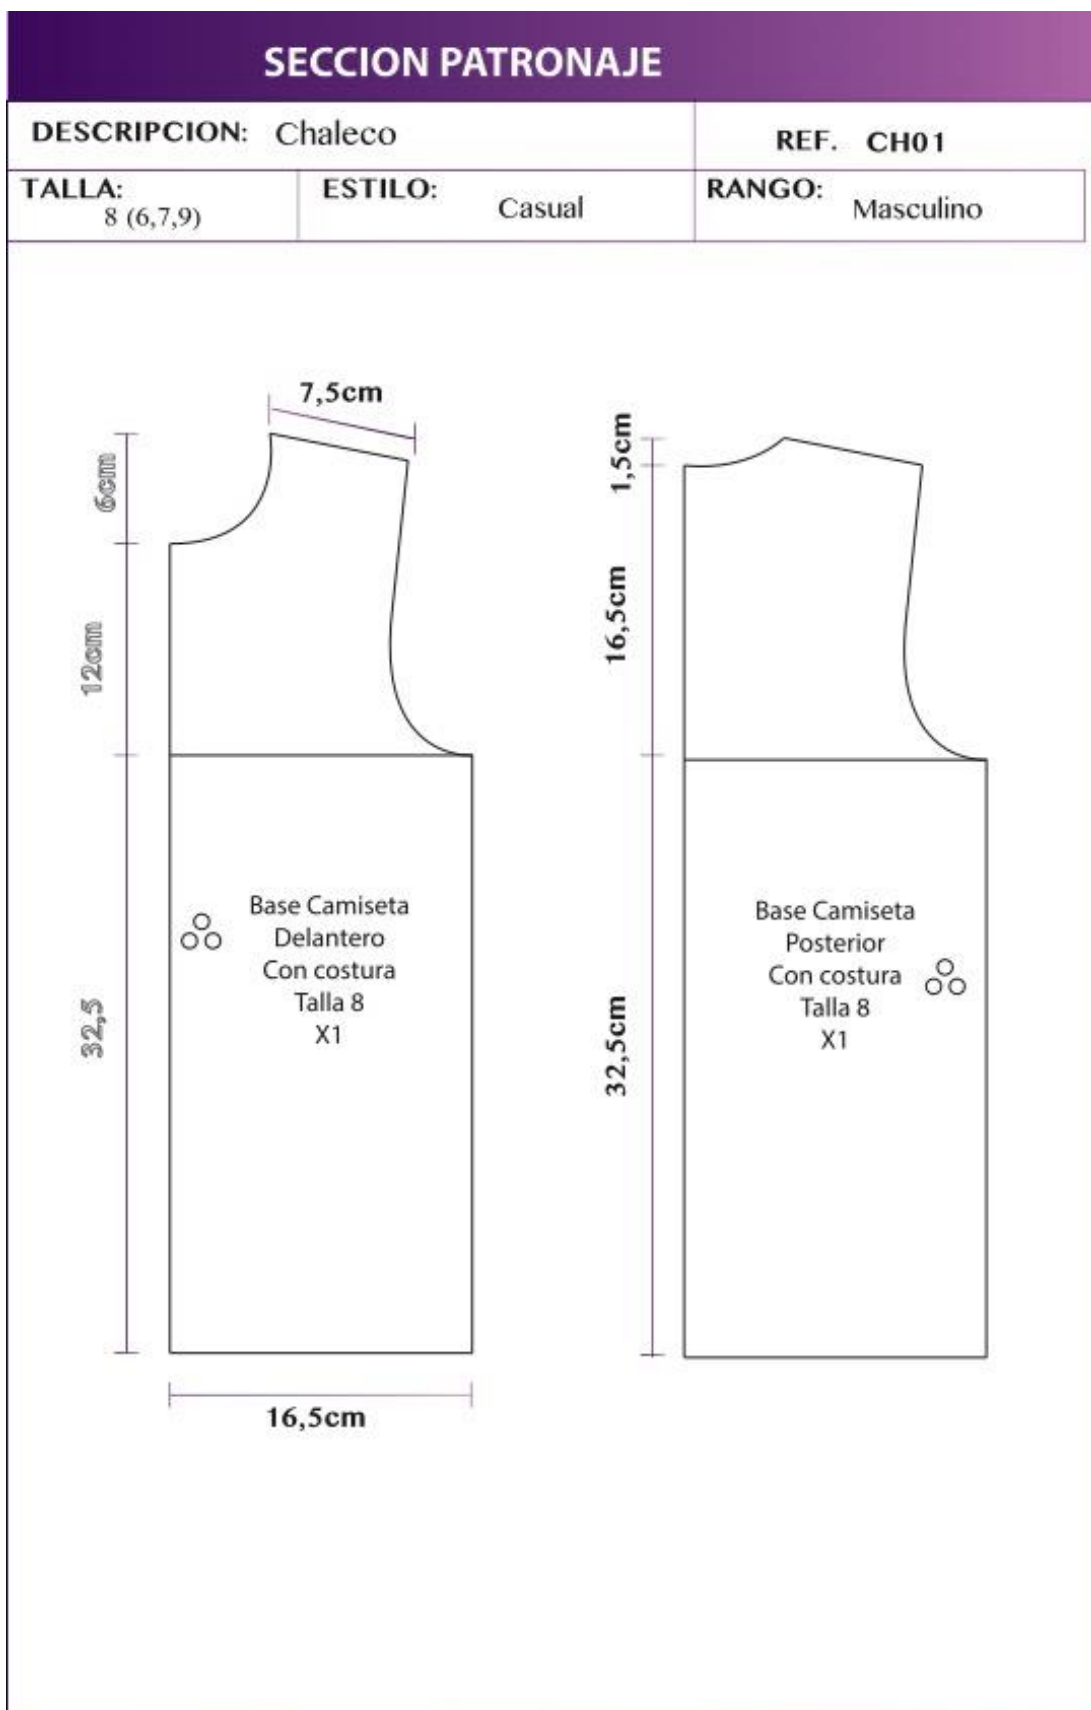 SECCION PATRONAJE
DESCRIPCION: Chaleco
REF. CH01
TALLA:
8 (6,7,9)
ESTILO:
Casual
RANGO:
Masculino
7,5cm
6cm
12cm
32,5
Base Camiseta
Delantero
Con costura
Talla 8
X1
16,5cm
1,5cm
16,5cm
32,5cm
Base Camiseta
Posterior
Con costura
Talla 8
X1